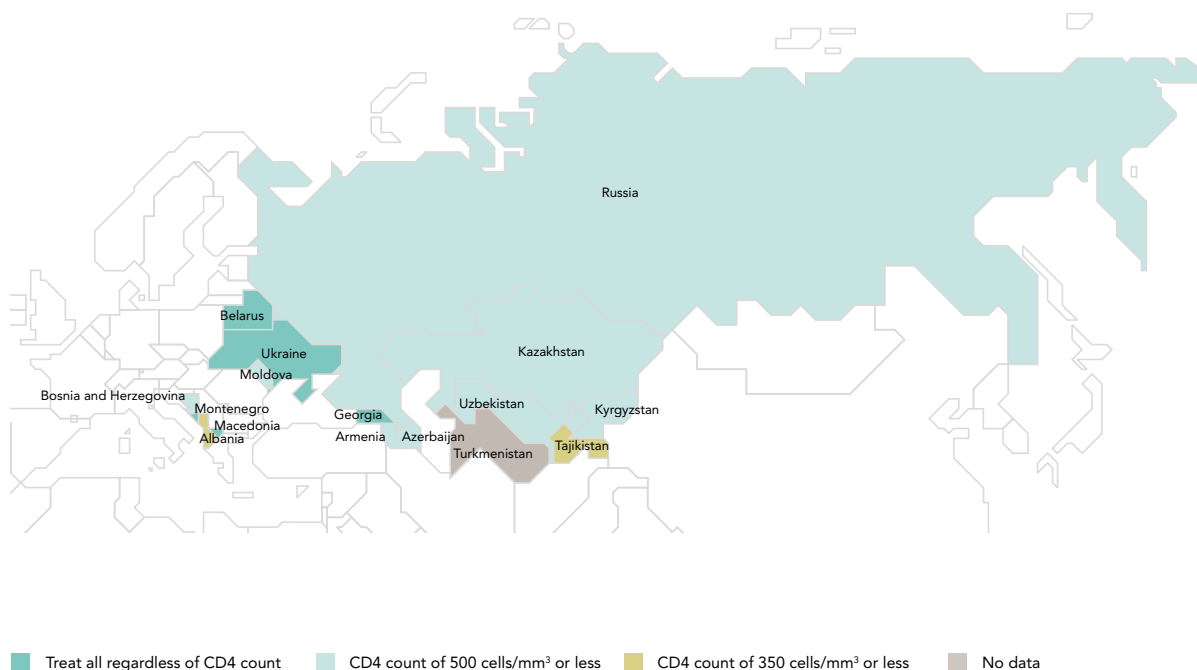 Russia
Belarus
Ukraine
Kazakhstan
Moldova
Bosnia and Herzegovina
Uzbekistan
Montenegro
Kyrgyzstan
Georgia
Macedonia
Armenia
Azerbaijan
Albania
Tajikistan
Turkmenistan
Treat all regardless of CD4 count
CD4 count of 500 cells/mm³ or less
CD4 count of 350 cells/mm³ or less
No data